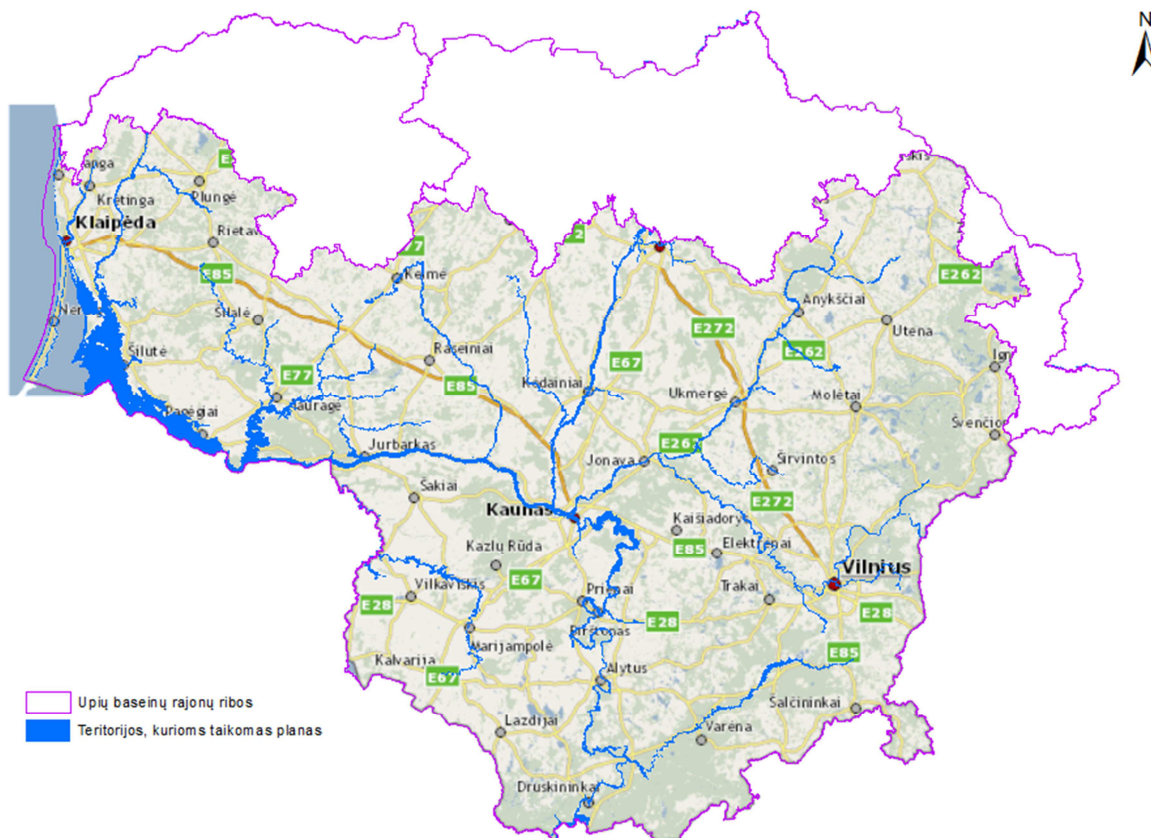 N
Kretinga
Plungė
Klaipėda
Rietav
E85
Kelmė
Šilalė
Šilutė
E77
Raseiniai
E85
Pagėgiai
Jurbarkas
E67
Kėdainiai
E272
Anykščiai
E262
E262
Utena
Ukmergė
Molėtai
Švenčion
Jonava
Širvintos
E272
Šakiai
Kaunas
Kaišiadorys
E85
Elektrėnai
Kazlų Rūda
E67
Vilnius
Trakai
Vilkaviškis
E28
Prienai
E28
E28
Birštonas
Marijampolė
Kalvarija
E67
Alytus
E85
Šalčininkai
Lazdijai
Varėna
Druskininkai
Upių baseinų rajonų ribos
Teritorijos, kurioms taikomas planas